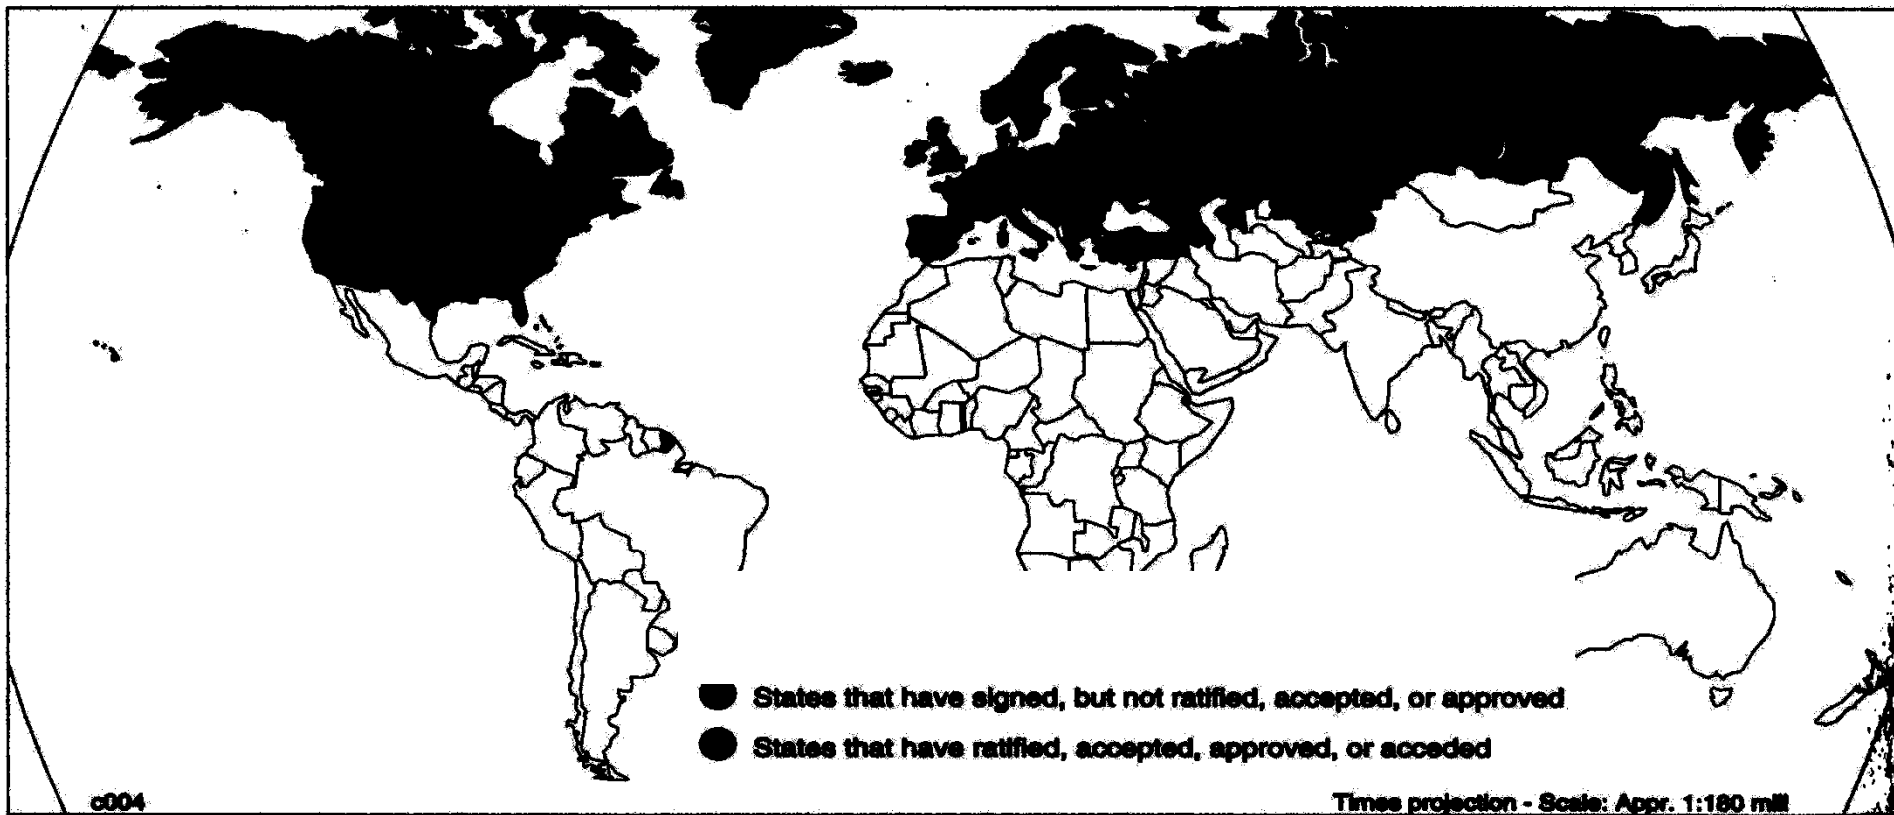 States that have signed, but not ratified, accepted, or approved
States that have ratified, accepted, approved, or acceded
c004
Times projection - Scale: Appr. 1:180 mill